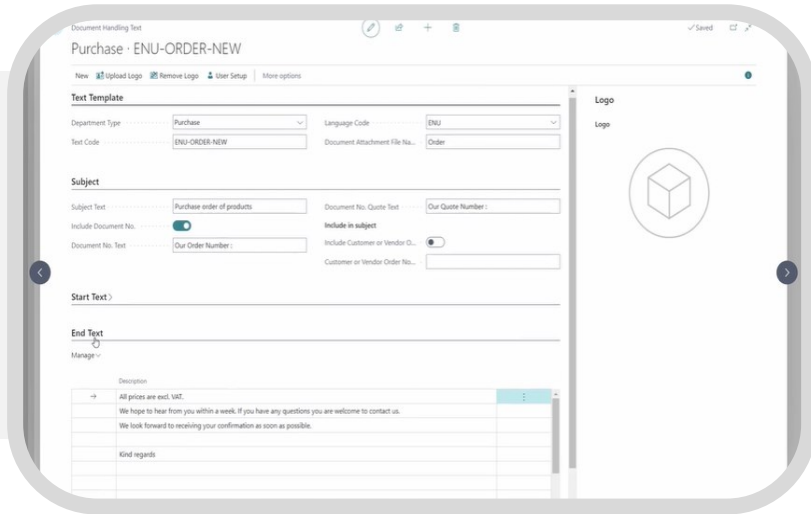 Document Handling Text
Saved
Purchase · ENU-ORDER-NEW
New Upload Logo Remove Logo User Setup More options
Text Template
Department Type Purchase
Language Code ENU
Text Code ENU-ORDER-NEW
Document Attachment File Na... Order
Subject
Subject Text Purchase order of products
Document No. Quote Text Our Quote Number :
Include Document No.
Include in subject
Document No. Text Our Order Number :
Include Customer or Vendor O...
Customer or Vendor Order No...
Start Text
End Text
Manage
Description
All prices are excl. VAT.
We hope to hear from you within a week. If you have any questions you are welcome to contact us.
We look forward to receiving your confirmation as soon as possible.
Kind regards
Logo
Logo